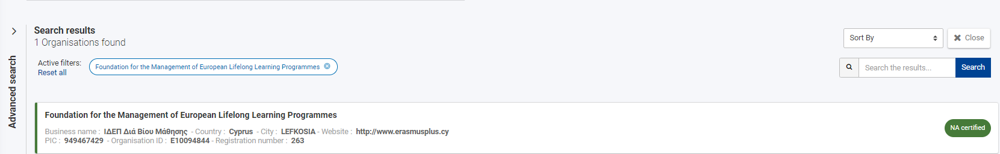 Advanced search
Search results
1 Organisations found
Sort By
Close
Active filters:
Reset all
Foundation for the Management of European Lifelong Learning Programmes
Search the results...
Search
Foundation for the Management of European Lifelong Learning Programmes
Business name : ΙΔΕΠ Διά Βίου Μάθησης - Country : Cyprus - City : LEFKOSIA - Website : http://www.erasmusplus.cy
PIC : 949467429 - Organisation ID : E10094844 - Registration number : 263
NA certified